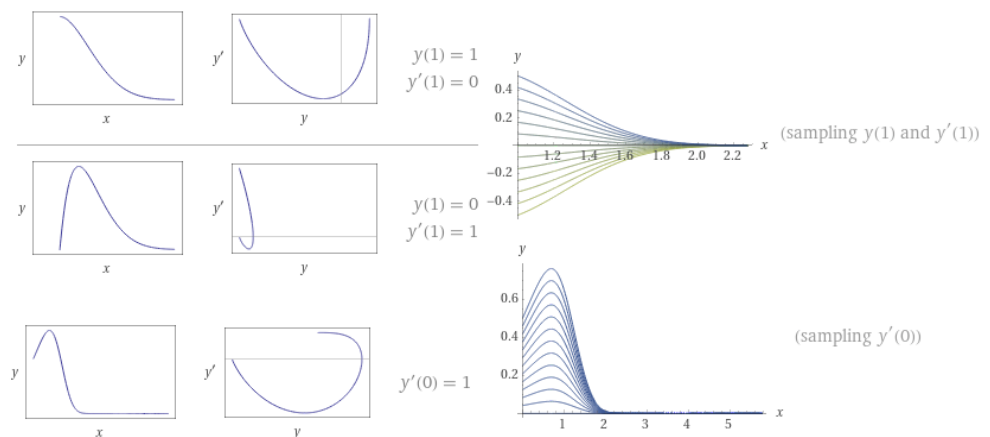 y
x
y′
y
y(1) = 1
y′(1) = 0
y
x
y′
y
y(1) = 0
y′(1) = 1
y
x
y′
y
y′(0) = 1
y
0.4
0.2
−0.2
−0.4
1.2 1.4 1.6 1.8 2.0 2.2
x
(sampling y(1) and y′(1))
y
0.6
0.4
0.2
1 2 3 4 5
x
(sampling y′(0))